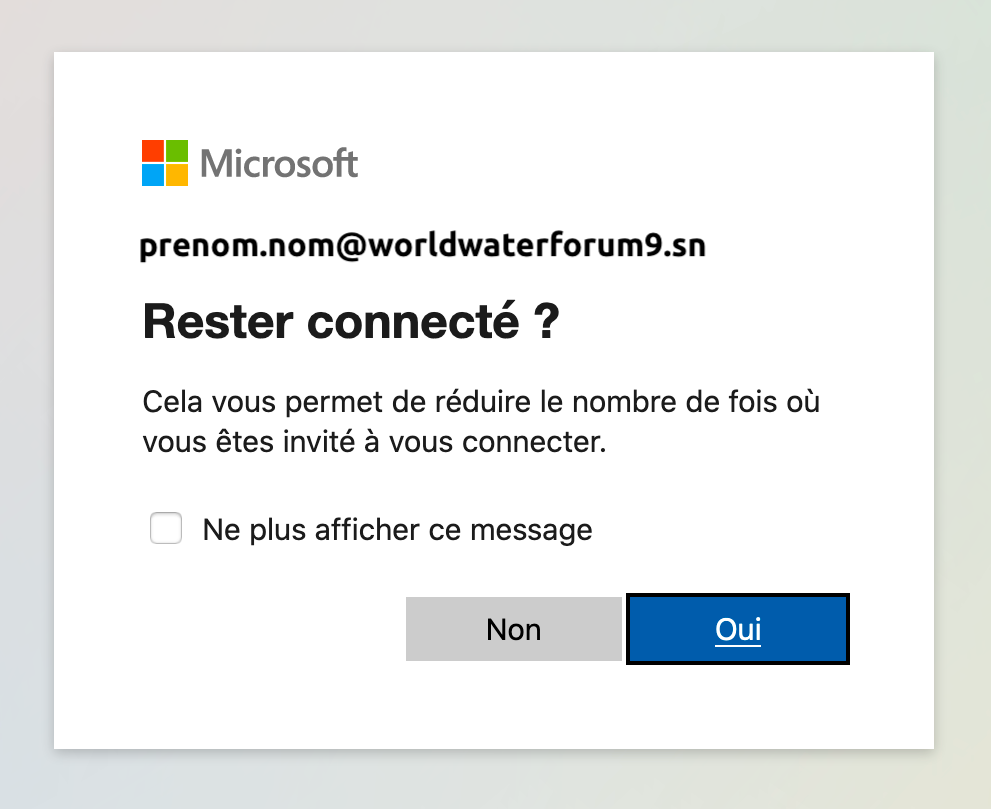 Microsoft
prenom.nom@worldwaterforum9.sn
Rester connecté ?
Cela vous permet de réduire le nombre de fois où
vous êtes invité à vous connecter.
Ne plus afficher ce message
Non
Oui